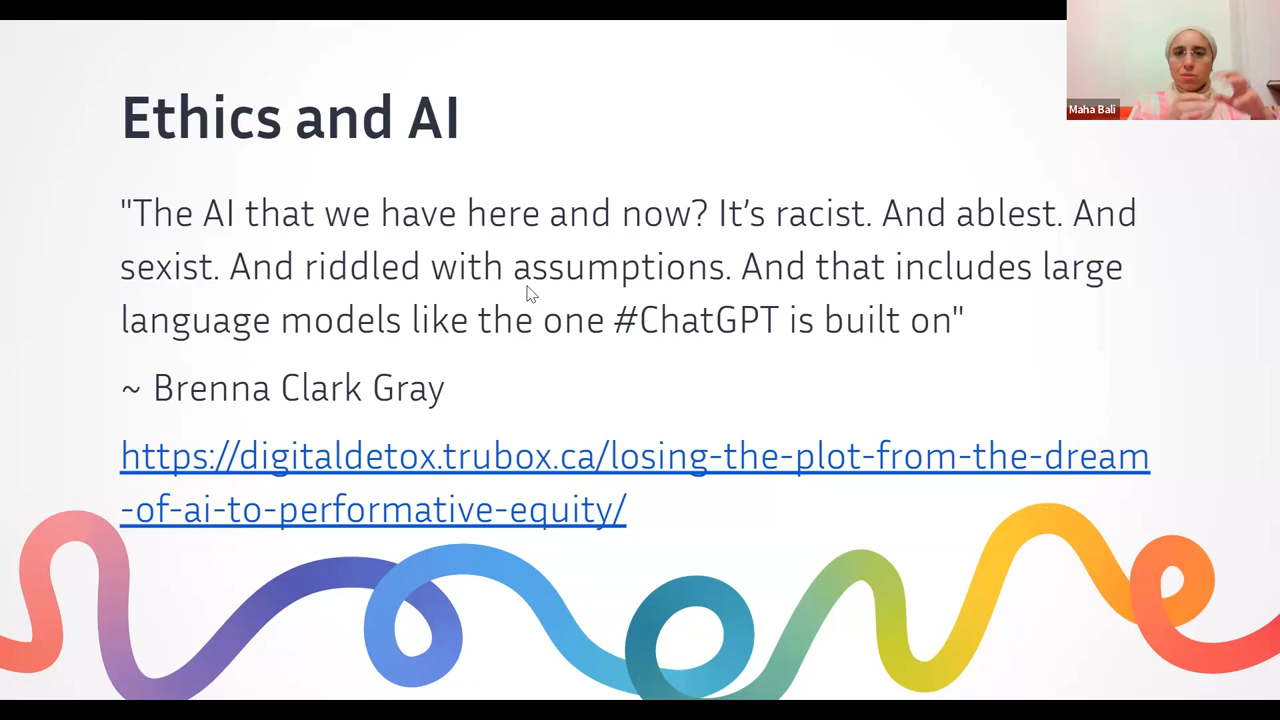 Maha Bali
Ethics and AI
"The AI that we have here and now? It’s racist. And ablest. And
sexist. And riddled with assumptions. And that includes large
language models like the one #ChatGPT is built on"
~ Brenna Clark Gray
https://digitaldetox.trubox.ca/losing-the-plot-from-the-dream
-of-ai-to-performative-equity/